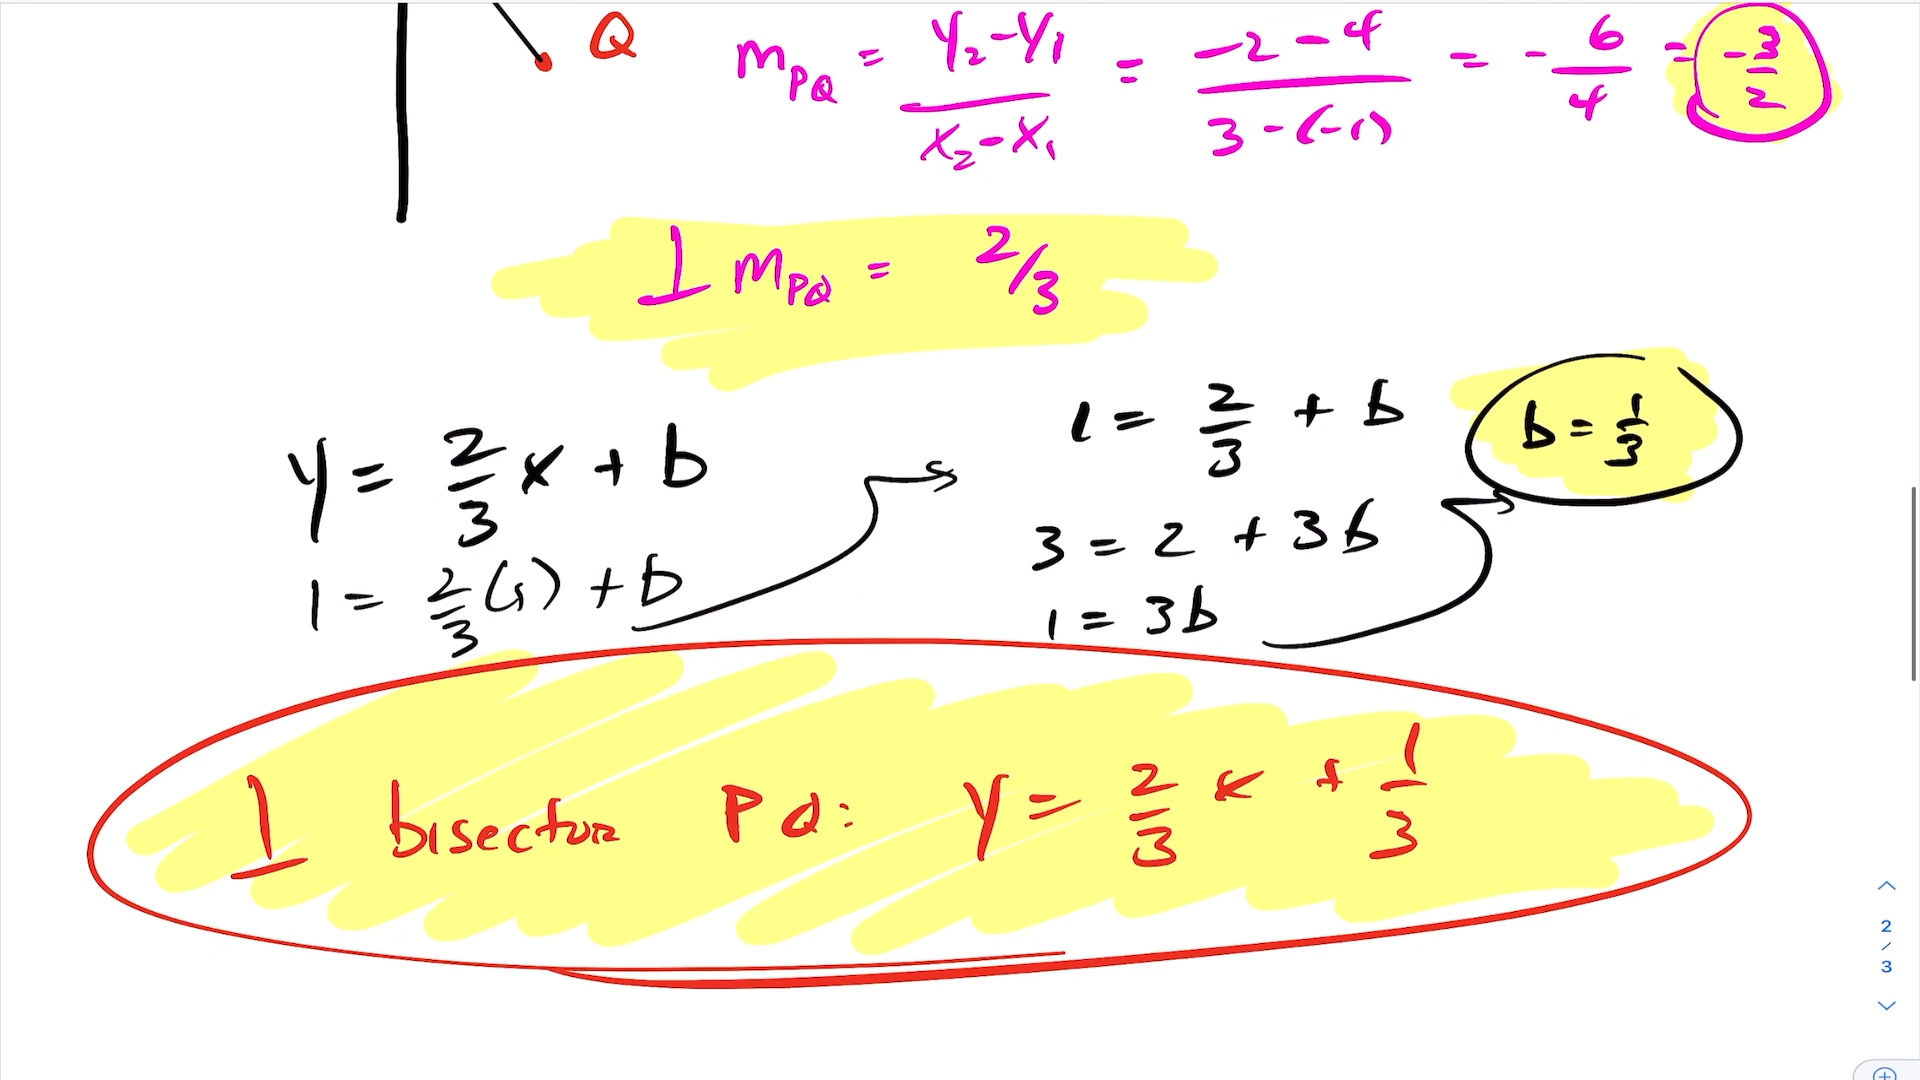 Q
m_PQ = (y₂-y₁)/(x₂-x₁) = (-2-4)/(3-(-1)) = -6/4 = -3/2
⊥ m_PQ = 2/3
y = 2/3 x + b
1 = 2/3 (1) + b
1 = 2/3 + b
3 = 2 + 3b
1 = 3b
b = 1/3
⊥ bisector PQ: y = 2/3 x + 1/3
2
/
3